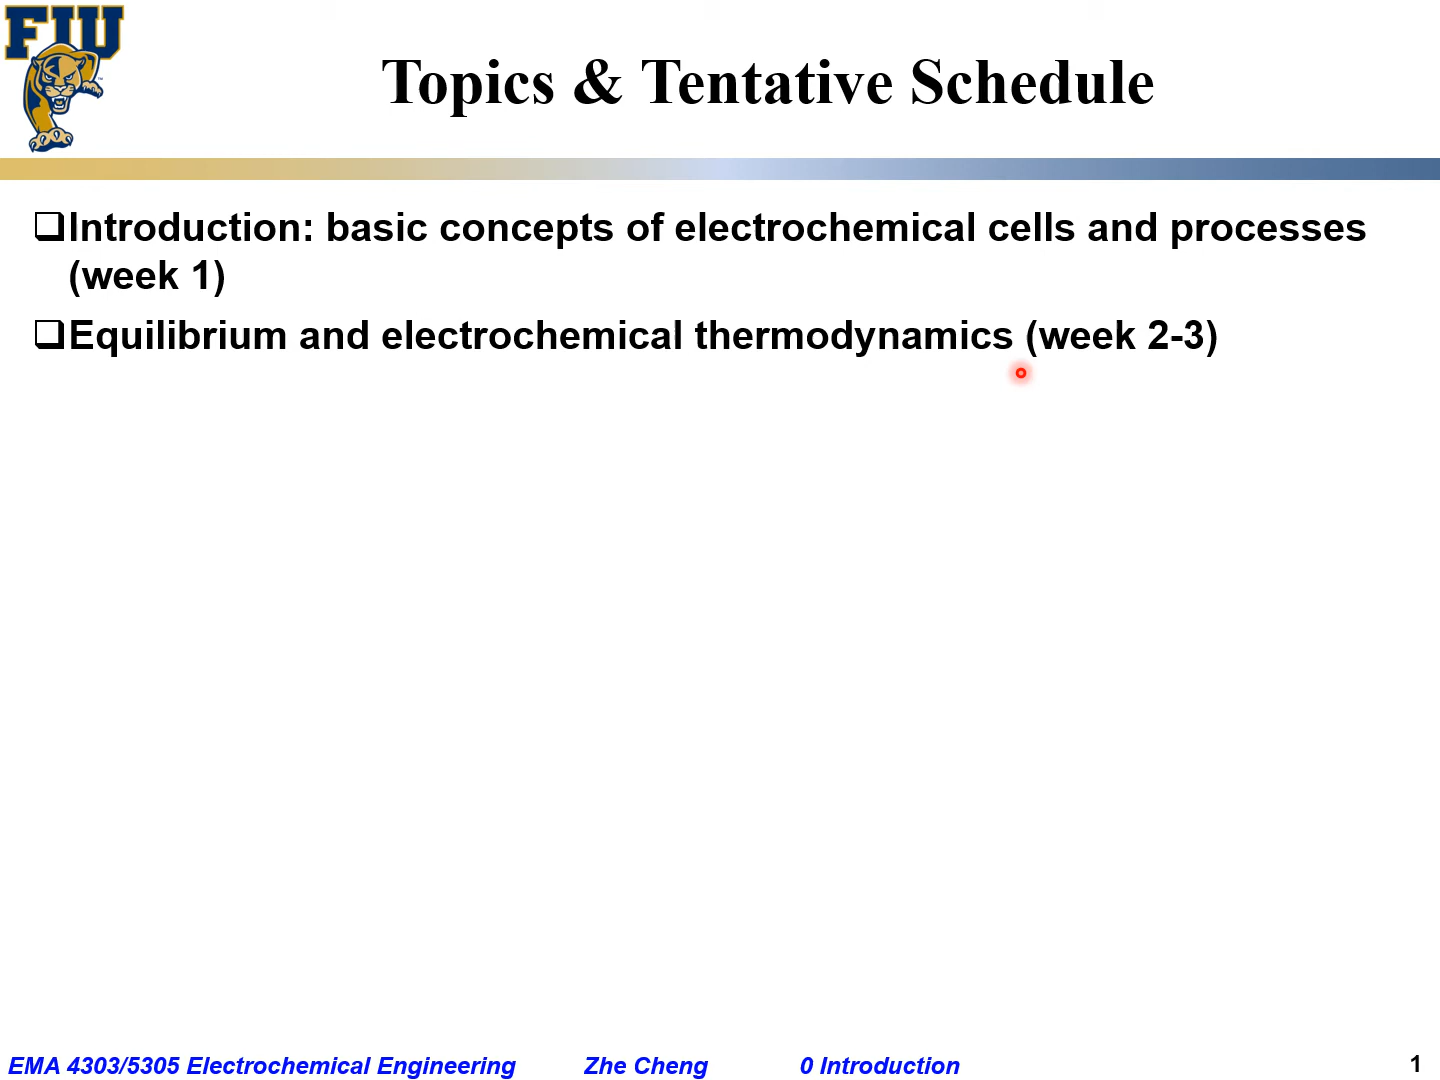 FIU
Topics & Tentative Schedule
❑Introduction: basic concepts of electrochemical cells and processes
(week 1)
❑Equilibrium and electrochemical thermodynamics (week 2-3)
EMA 4303/5305 Electrochemical Engineering Zhe Cheng 0 Introduction 1